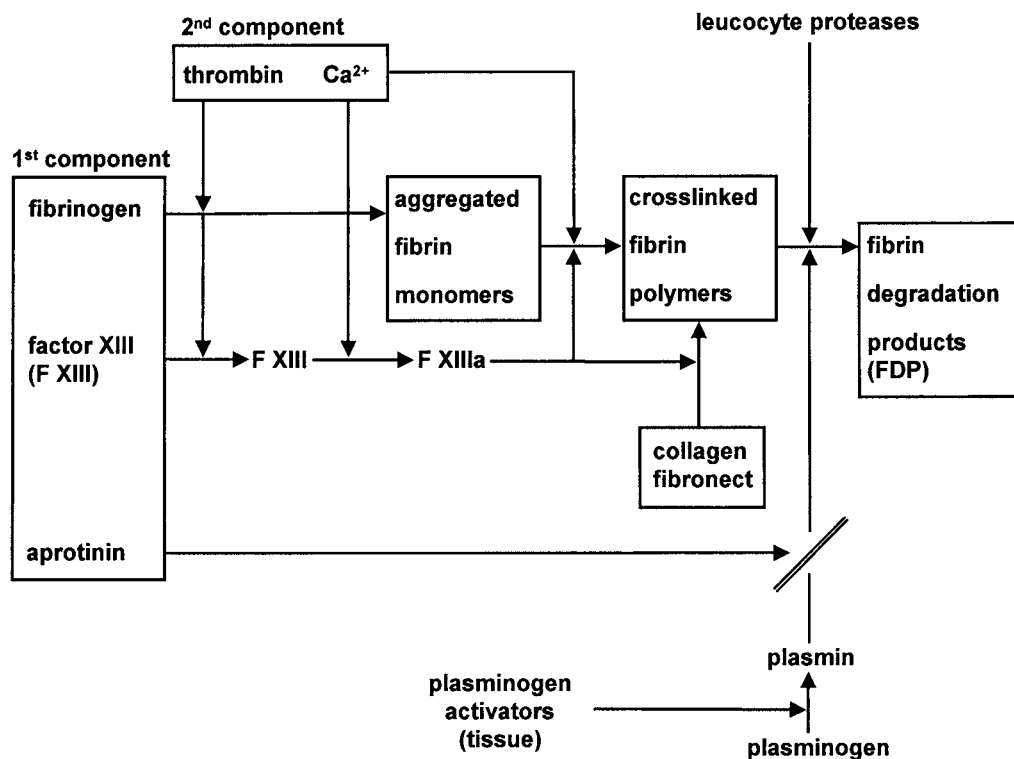 leucocyte proteases
2nd component
thrombin Ca2+
1st component
fibrinogen
factor XIII
(F XIII)
aprotinin
aggregated
fibrin
monomers
crosslinked
fibrin
polymers
fibrin
degradation
products
(FDP)
F XIII
F XIIIa
collagen
fibronect
plasmin
plasminogen
activators
(tissue)
plasminogen